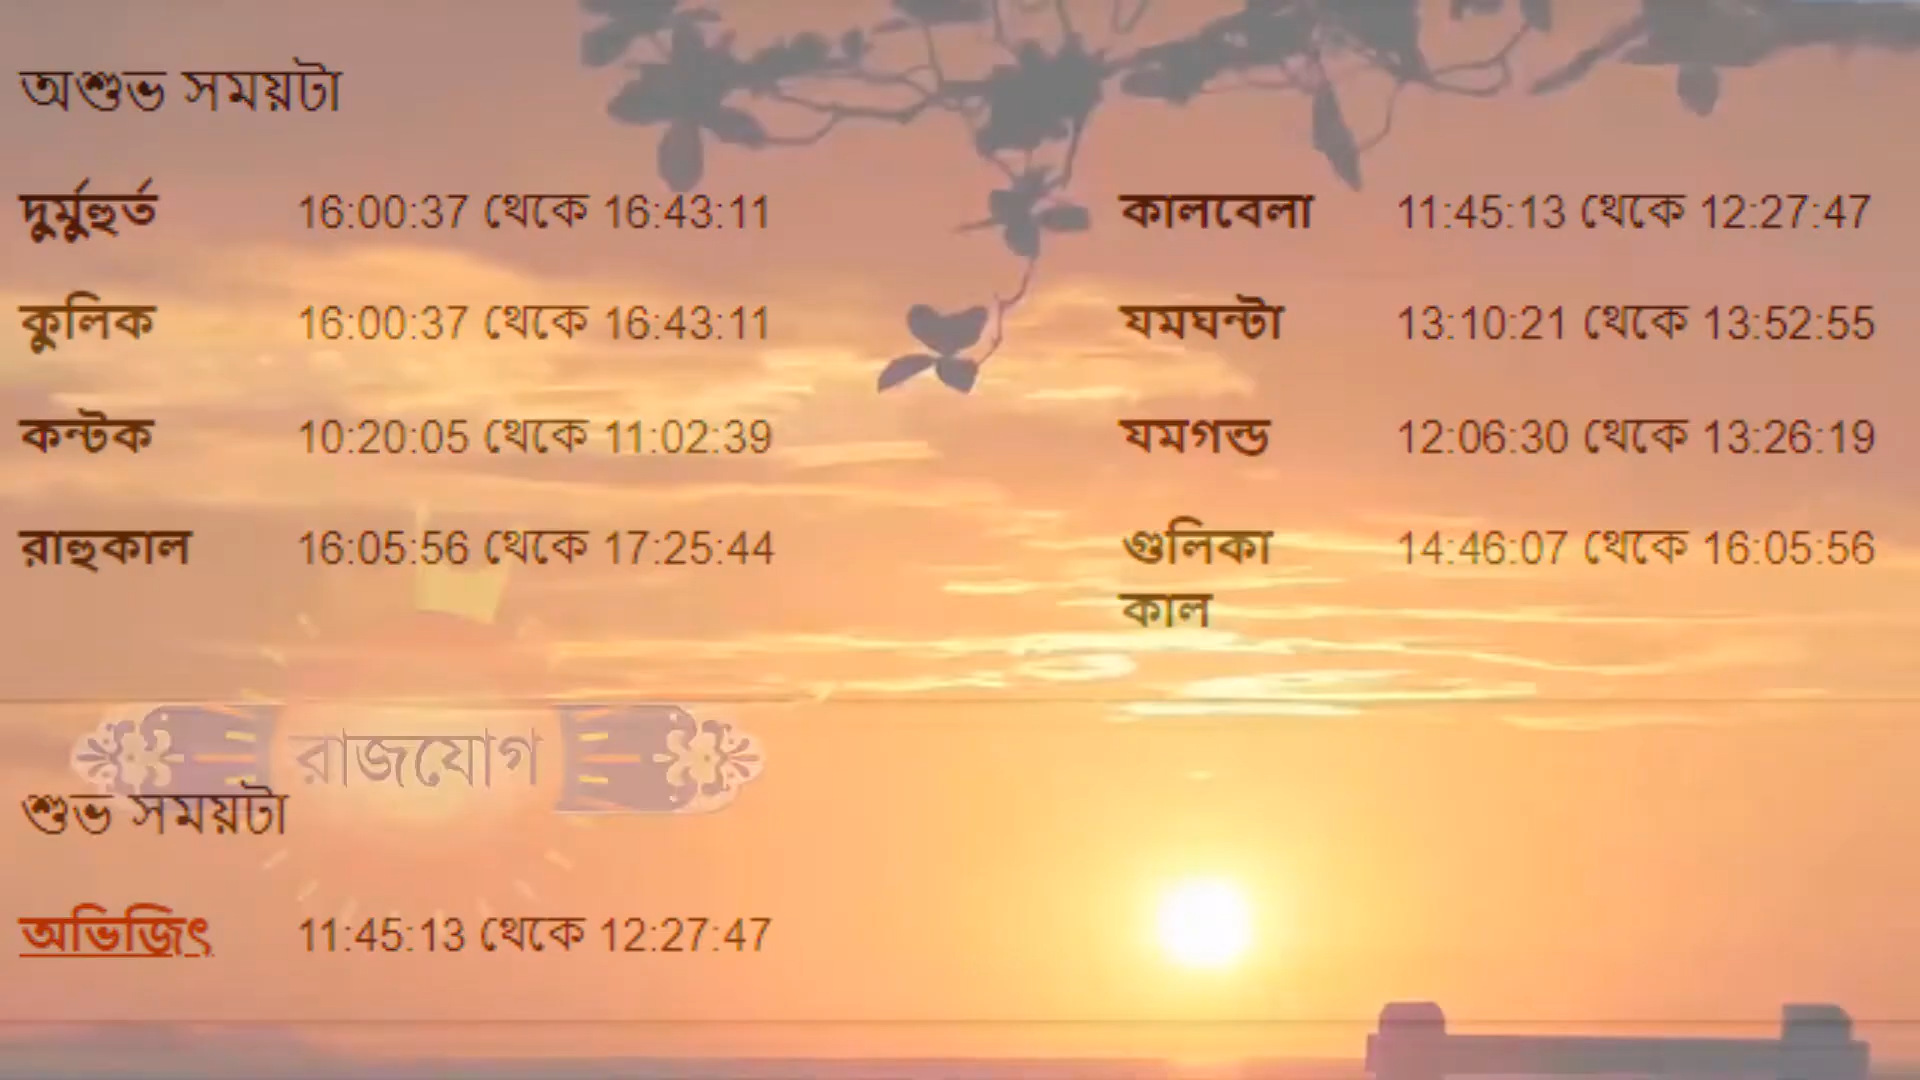 অশুভ সময়টা
দুর্মুহুর্ত 16:00:37 থেকে 16:43:11 কালবেলা 11:45:13 থেকে 12:27:47
কুলিক 16:00:37 থেকে 16:43:11 যমঘন্টা 13:10:21 থেকে 13:52:55
কন্টক 10:20:05 থেকে 11:02:39 যমগন্ড 12:06:30 থেকে 13:26:19
রাহুকাল 16:05:56 থেকে 17:25:44 গুলিকা 14:46:07 থেকে 16:05:56
কাল
রাজযোগ
শুভ সময়টা
অভিজিৎ 11:45:13 থেকে 12:27:47